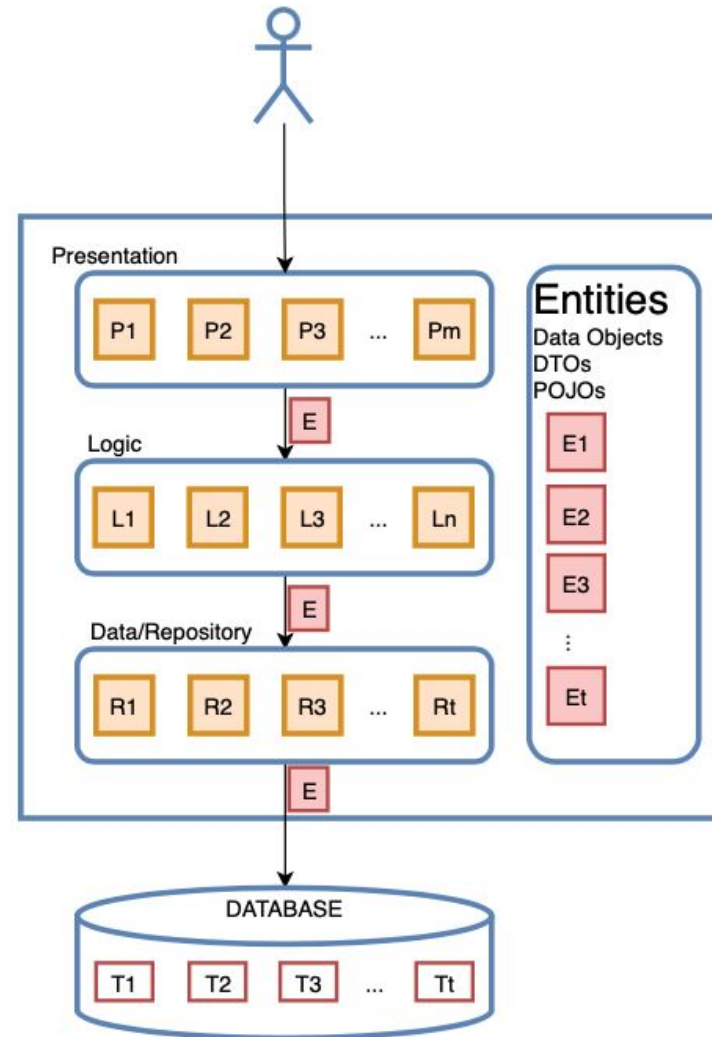 Presentation
P1 P2 P3 ... Pm
E
Logic
L1 L2 L3 ... Ln
E
Data/Repository
R1 R2 R3 ... Rt
E
Entities
Data Objects
DTOs
POJOs
E1
E2
E3
...
Et
DATABASE
T1 T2 T3 ... Tt